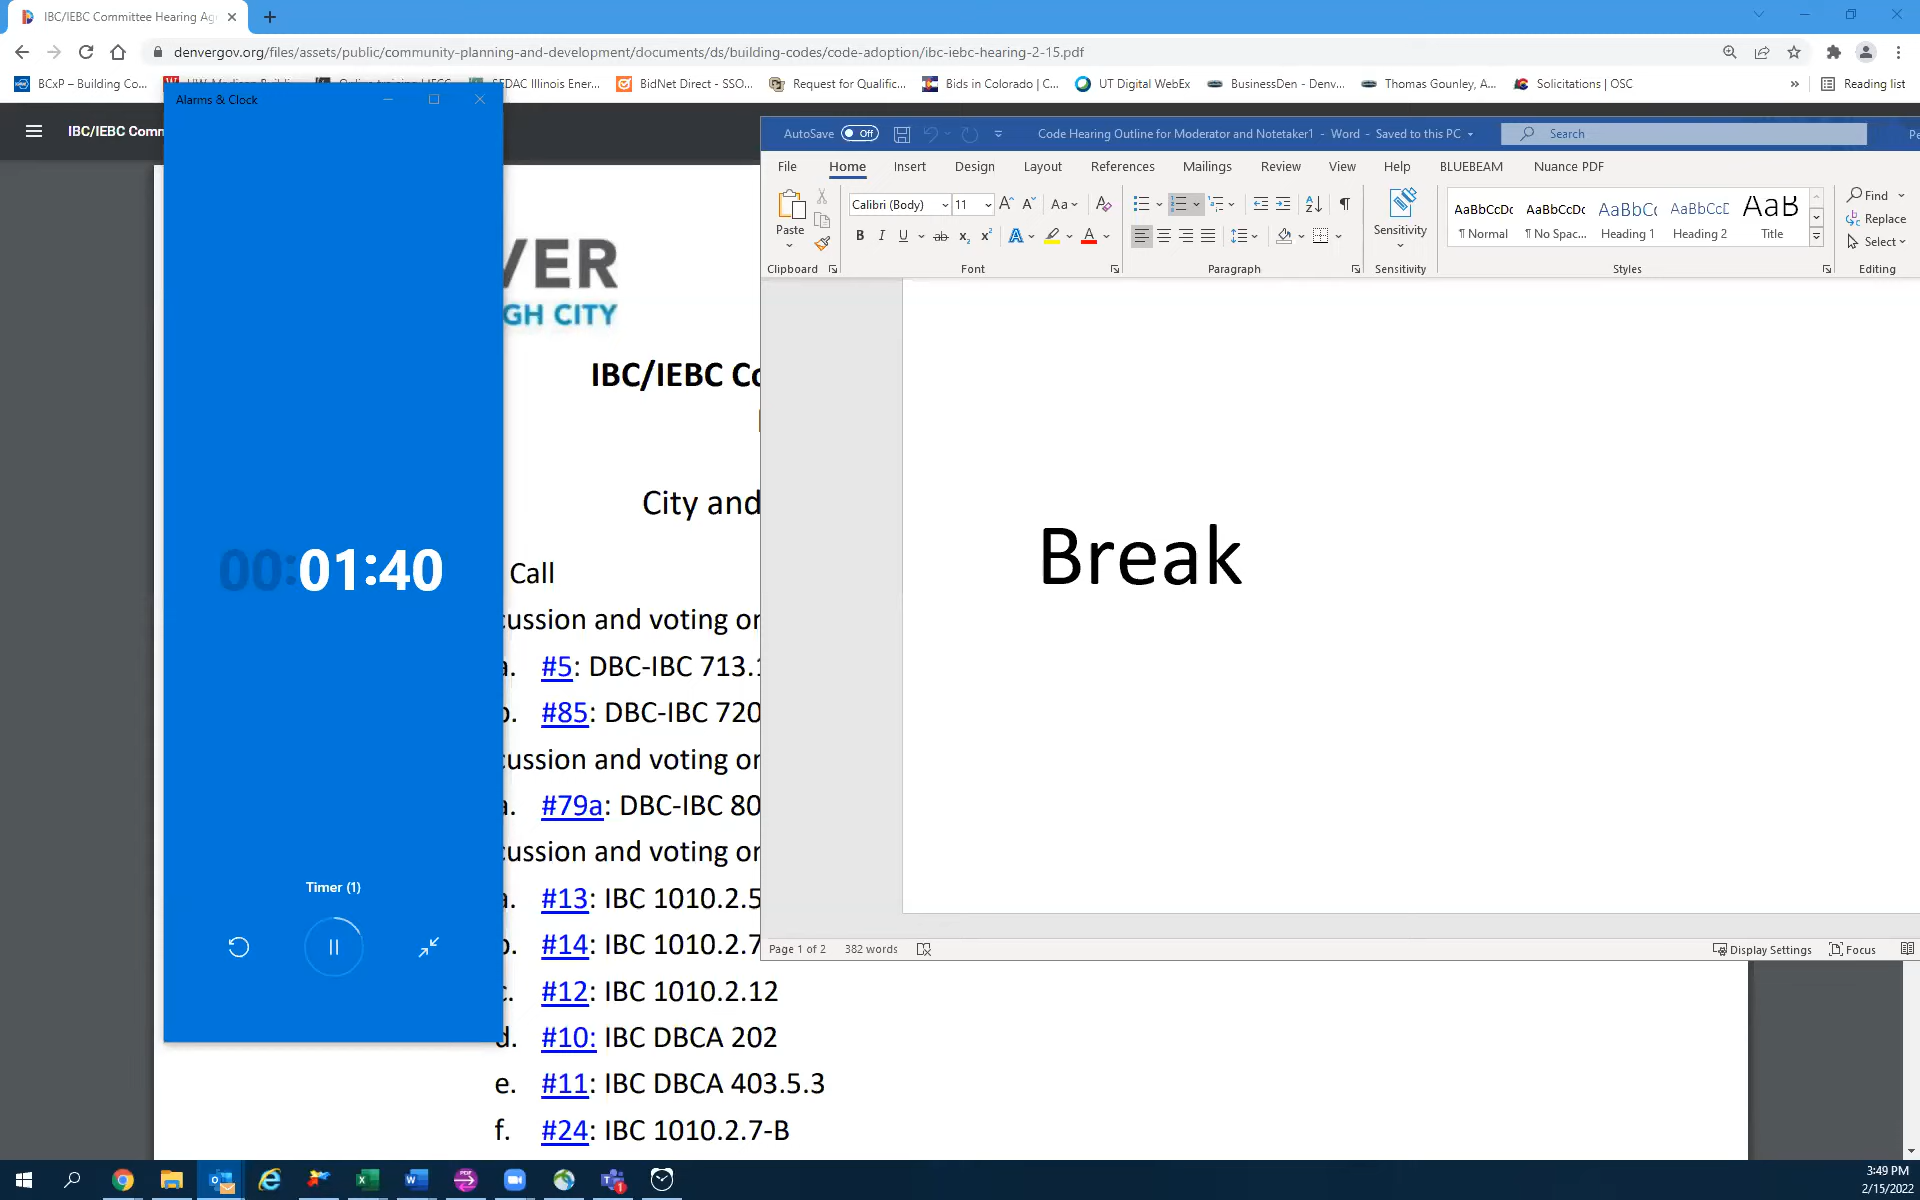 IBC/IEBC Committee Hearing Ag
denvergov.org/files/assets/public/community-planning-and-development/documents/ds/building-codes/code-adoption/ibc-iebc-hearing-2-15.pdf
BCxP – Building Co... SEDAC Illinois Ener... BidNet Direct - SSO... Request for Qualific... Bids in Colorado | C... UT Digital WebEx BusinessDen - Denv... Thomas Gounley, A... Solicitations | OSC » Reading list
Alarms & Clock
IBC/IEBC Comm
AutoSave Off Code Hearing Outline for Moderator and Notetaker1 - Word - Saved to this PC Search Pe
File Home Insert Design Layout References Mailings Review View Help BLUEBEAM Nuance PDF
Calibri (Body) 11
Paste
Sensitivity
AaBbCcDc AaBbCcDc AaBbCc AaBbCcD AaB
¶ Normal ¶ No Spac... Heading 1 Heading 2 Title
Find
Replace
Select
Clipboard Font Paragraph Sensitivity Styles Editing
VER
GH CITY
IBC/IEBC Co
City and
Break
00:01:40
Call
cussion and voting or
a. #5: DBC-IBC 713.1
b. #85: DBC-IBC 720
cussion and voting or
a. #79a: DBC-IBC 80
cussion and voting or
a. #13: IBC 1010.2.5
b. #14: IBC 1010.2.7
c. #12: IBC 1010.2.12
d. #10: IBC DBCA 202
e. #11: IBC DBCA 403.5.3
f. #24: IBC 1010.2.7-B
Timer (1)
Page 1 of 2 382 words Display Settings Focus
3:49 PM
2/15/2022